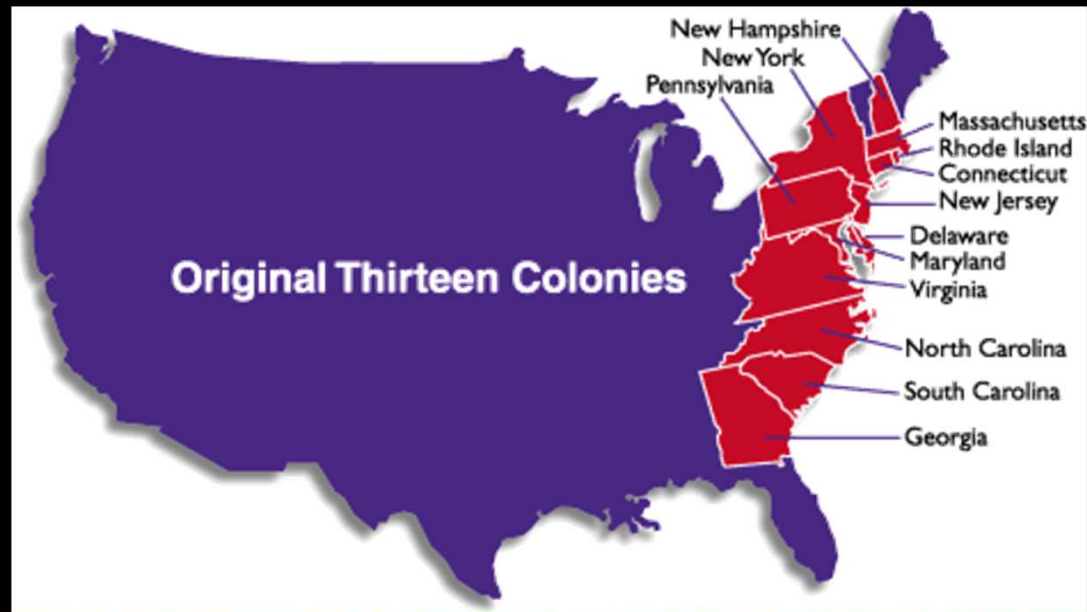 New Hampshire
New York
Pennsylvania
Massachusetts
Rhode Island
Connecticut
New Jersey
Delaware
Maryland
Virginia
Original Thirteen Colonies
North Carolina
South Carolina
Georgia